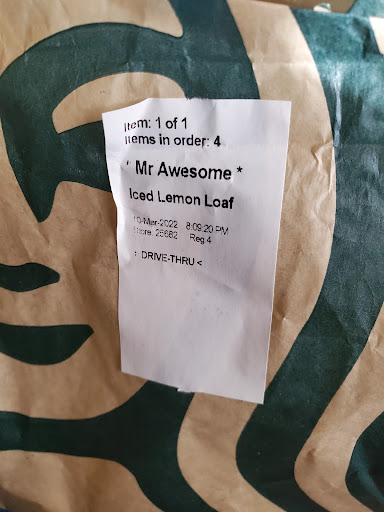 Item: 1 of 1
Items in order: 4
* Mr Awesome *
Iced Lemon Loaf
10-Mar-2022 8:09:20 PM
Store: 25682 Reg 4
> DRIVE-THRU <